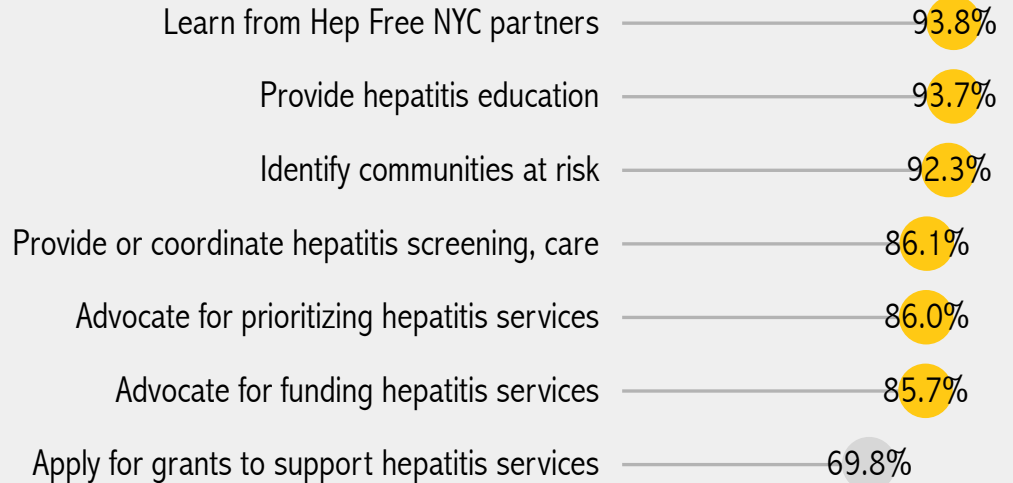 Learn from Hep Free NYC partners 93.8%
Provide hepatitis education 93.7%
Identify communities at risk 92.3%
Provide or coordinate hepatitis screening, care 86.1%
Advocate for prioritizing hepatitis services 86.0%
Advocate for funding hepatitis services 85.7%
Apply for grants to support hepatitis services 69.8%